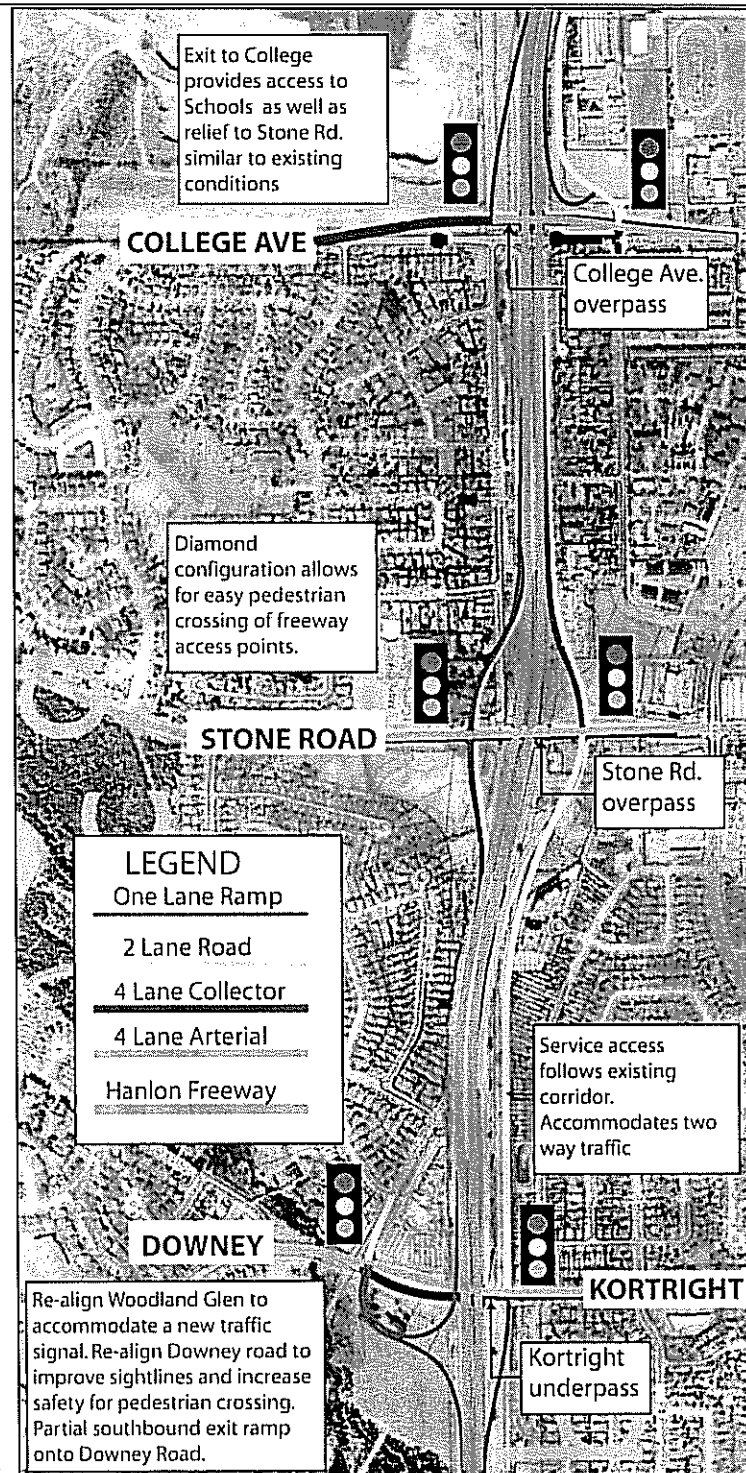 Exit to College
provides access to
Schools as well as
relief to Stone Rd.
similar to existing
conditions
COLLEGE AVE
College Ave.
overpass
Diamond
configuration allows
for easy pedestrian
crossing of freeway
access points.
STONE ROAD
Stone Rd.
overpass
LEGEND
One Lane Ramp
2 Lane Road
4 Lane Collector
4 Lane Arterial
Hanlon Freeway
Service access
follows existing
corridor.
Accommodates two
way traffic
DOWNEY
KORTRIGHT
Re-align Woodland Glen to
accommodate a new traffic
signal. Re-align Downey road to
improve sightlines and increase
safety for pedestrian crossing.
Partial southbound exit ramp
onto Downey Road.
Kortright
underpass